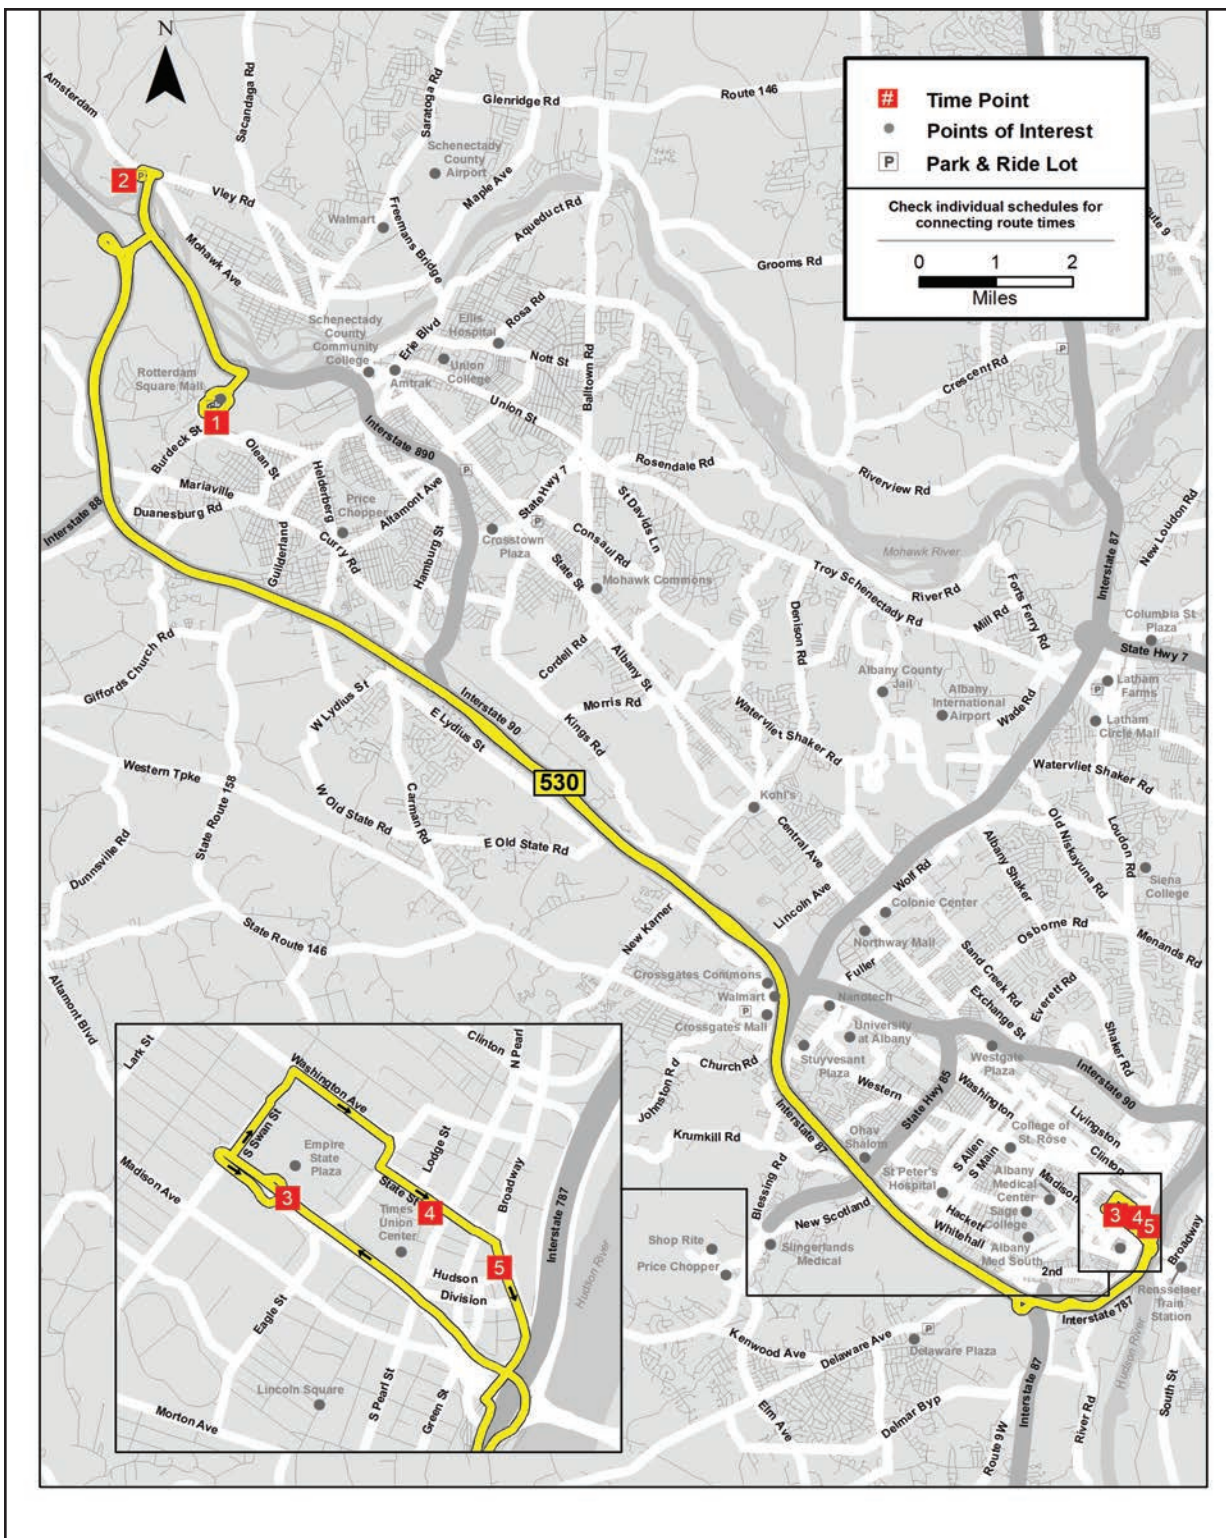 N
# Time Point
Points of Interest
P Park & Ride Lot
Check individual schedules for
connecting route times
0 1 2
Miles
Amsterdam
Sacandaga Rd
Saratoga Rd
Glenridge Rd
Route 146
Schenectady
County
Airport
Maple Ave
2
P
Vley Rd
Walmart
Freemans Bridge
Aqueduct Rd
Mohawk Ave
Grooms Rd
Schenectady
County
Community
College
Erie Blvd
Ellis
Hospital
Rosa Rd
Nott St
Union
College
Amtrak
Union St
Balltown Rd
Crescent Rd
P
Rotterdam
Square Mall
1
Burdeck St
Olean St
Interstate 890
P
Rosendale Rd
Riverview Rd
Mariaville
Helderberg
Price
Chopper
Altamont Ave
State Hwy 7
St Davids Ln
New Loudon Rd
Interstate 88
Duanesburg Rd
Guilderland
Curry Rd
Hamburg St
Crosstown
Plaza
P
Consaul Rd
State St
Mohawk Commons
Mohawk River
Interstate 87
Troy Schenectady Rd
River Rd
Forts Ferry Rd
Mill Rd
Denison Rd
Columbia St
Plaza
State Hwy 7
Giffords Church Rd
Cordell Rd
Albany St
Albany County
Jail
Albany
International
Airport
Latham
Farms
P
Wade Rd
Latham
Circle Mall
W Lydius St
E Lydius St
Interstate 90
Morris Rd
Kings Rd
Watervliet Shaker Rd
Watervliet Shaker Rd
Western Tpke
State Route 158
530
Kohl's
W Old State Rd
Carman Rd
E Old State Rd
Central Ave
Old Niskayuna Rd
Loudon Rd
Albany Shaker
Dunnsville Rd
Wolf Rd
Siena
College
Lincoln Ave
Colonie Center
State Route 146
New Karner
Northway Mall
Osborne Rd
Menands Rd
Fuller
Sand Creek Rd
Everett Rd
Altamont Blvd
Crossgates Commons
Walmart
P
Crossgates Mall
Nanotech
University
at Albany
Exchange St
Shaker Rd
Stuyvesant
Plaza
Westgate
Plaza
Interstate 90
Johnston Rd
Church Rd
Western
State Hwy 85
Washington
Livingston
Interstate 87
College of
St. Rose
Clinton
Krumkill Rd
Ohav
Shalom
S Allen
S Main
St Peter's
Hospital
Albany
Medical
Center
Madison
Blessing Rd
New Scotland
Hackett
Sage
College
Whitehall
Albany
Med South
3 4 5
Shop Rite
Price Chopper
Slingerlands
Medical
2nd
Broadway
Rensselaer
Train
Station
Interstate 787
Kenwood Ave
Delaware Ave
P
Delaware Plaza
Hudson River
Elm Ave
Delmar Byp
Interstate 87
River Rd
South St
Route 9W
Lark St
Clinton
N Pearl
Washington Ave
S Swan St
Empire
State
Plaza
Lodge St
Madison Ave
3
State St
4
Times
Union
Center
Broadway
Interstate 787
5
Hudson
Division
Hudson River
Eagle St
Lincoln Square
S Pearl St
Green St
Morton Ave